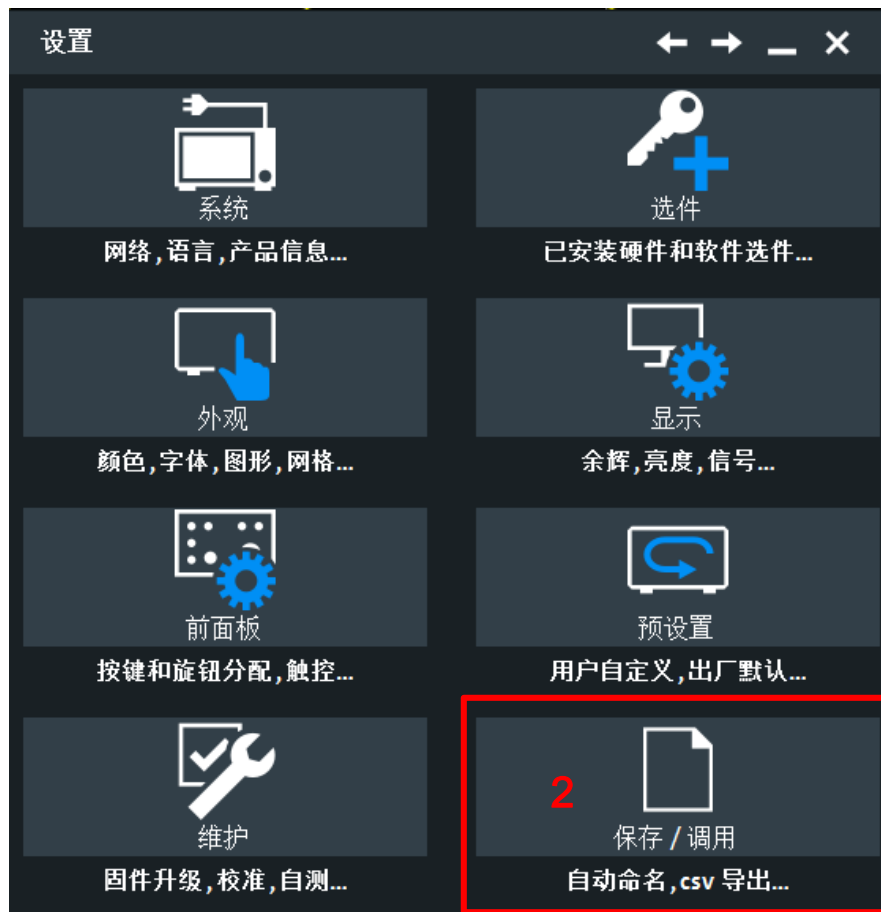 设置
系统
选件
网络,语言,产品信息...
已安装硬件和软件选件...
外观
显示
颜色,字体,图形,网格...
余辉,亮度,信号...
前面板
预设置
按键和旋钮分配,触控...
用户自定义,出厂默认...
2
维护
保存 / 调用
固件升级,校准,自测...
自动命名,csv 导出...